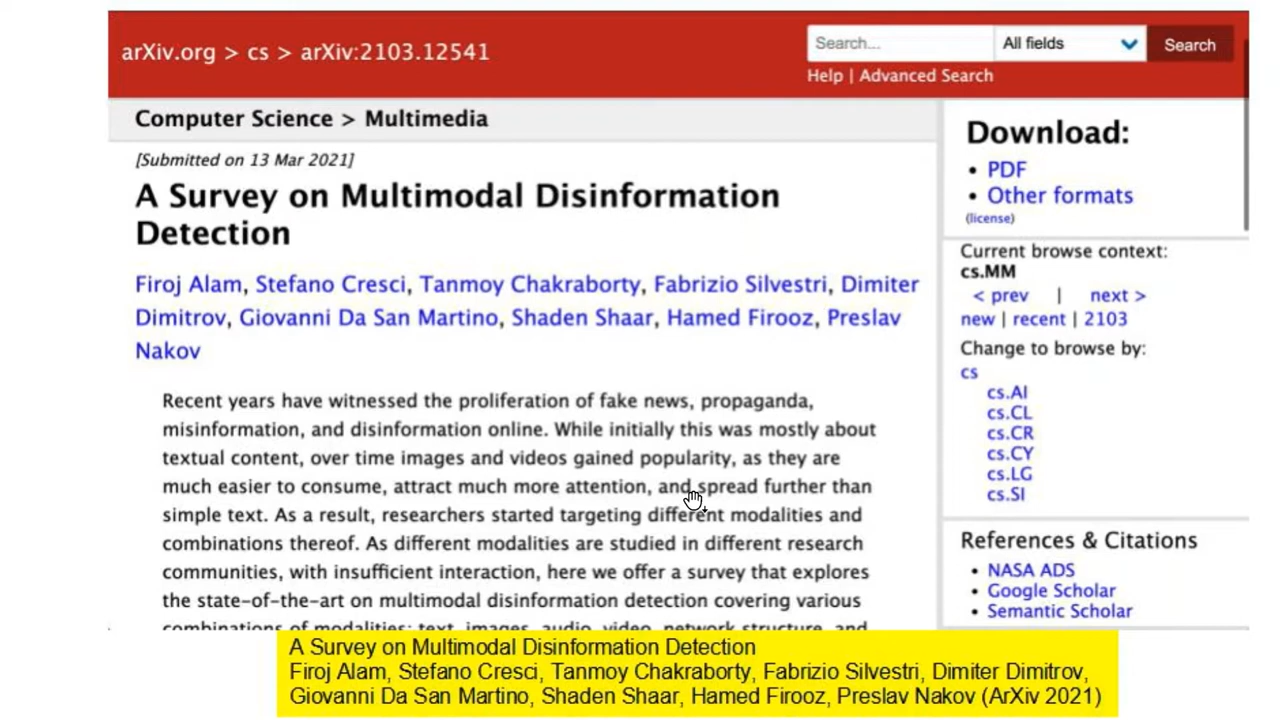 arXiv.org > cs > arXiv:2103.12541
Search...
All fields
Search
Help | Advanced Search
Computer Science > Multimedia
[Submitted on 13 Mar 2021]
A Survey on Multimodal Disinformation
Detection
Firoj Alam, Stefano Cresci, Tanmoy Chakraborty, Fabrizio Silvestri, Dimiter
Dimitrov, Giovanni Da San Martino, Shaden Shaar, Hamed Firooz, Preslav
Nakov
Recent years have witnessed the proliferation of fake news, propaganda,
misinformation, and disinformation online. While initially this was mostly about
textual content, over time images and videos gained popularity, as they are
much easier to consume, attract much more attention, and spread further than
simple text. As a result, researchers started targeting different modalities and
combinations thereof. As different modalities are studied in different research
communities, with insufficient interaction, here we offer a survey that explores
the state-of-the-art on multimodal disinformation detection covering various
combinations of modalities: text, images, audio, video, network structure, and
Download:
• PDF
• Other formats
(license)
Current browse context:
cs.MM
< prev | next >
new | recent | 2103
Change to browse by:
cs
cs.AI
cs.CL
cs.CR
cs.CY
cs.LG
cs.SI
References & Citations
• NASA ADS
• Google Scholar
• Semantic Scholar
A Survey on Multimodal Disinformation Detection
Firoj Alam, Stefano Cresci, Tanmoy Chakraborty, Fabrizio Silvestri, Dimiter Dimitrov,
Giovanni Da San Martino, Shaden Shaar, Hamed Firooz, Preslav Nakov (ArXiv 2021)